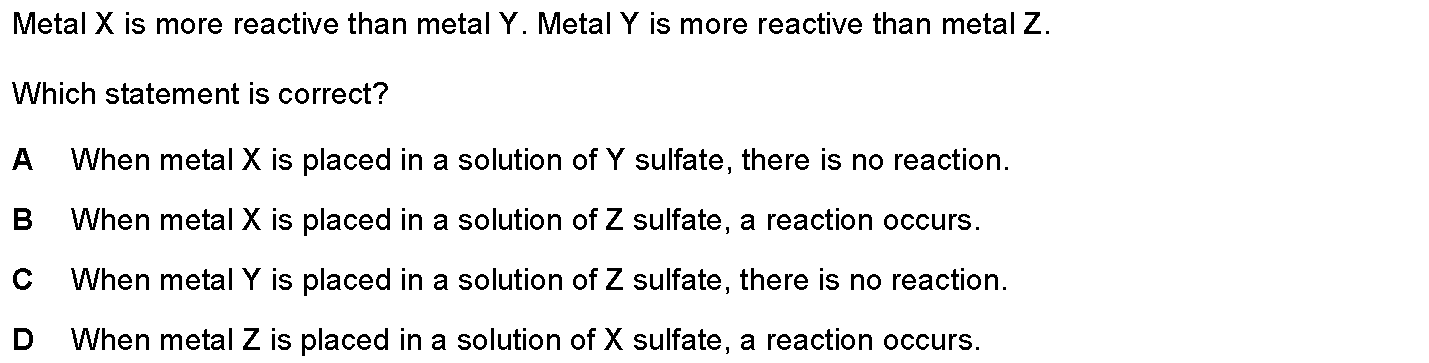 Metal X is more reactive than metal Y. Metal Y is more reactive than metal Z.
Which statement is correct?
A When metal X is placed in a solution of Y sulfate, there is no reaction.
B When metal X is placed in a solution of Z sulfate, a reaction occurs.
C When metal Y is placed in a solution of Z sulfate, there is no reaction.
D When metal Z is placed in a solution of X sulfate, a reaction occurs.